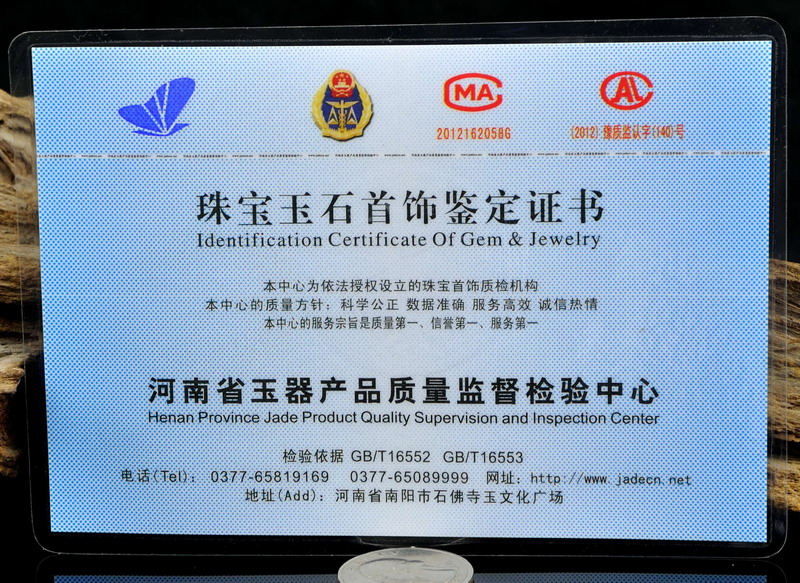 MA
2012162058G
AL
(2012)豫质监认字(140)号
珠宝玉石首饰鉴定证书
Identification Certificate Of Gem & Jewelry
本中心为依法授权设立的珠宝首饰质检机构
本中心的质量方针：科学公正 数据准确 服务高效 诚信热情
本中心的服务宗旨是质量第一、信誉第一、服务第一
河南省玉器产品质量监督检验中心
Henan Province Jade Product Quality Supervision and Inspection Center
检验依据 GB/T16552 GB/T16553
电话(Tel)： 0377-65819169 0377-65089999 网址：http://www.jadecn.net
地址(Add)：河南省南阳市石佛寺玉文化广场